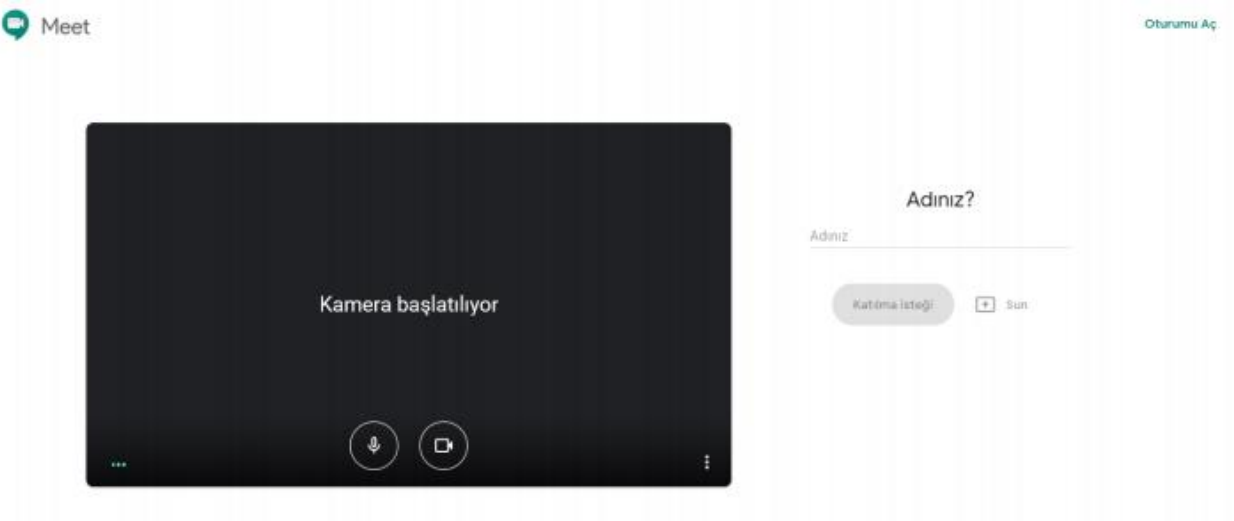 Meet
Oturumu Aç
Kamera başlatılıyor
Adınız?
Adınız
Katılma isteği
Sun